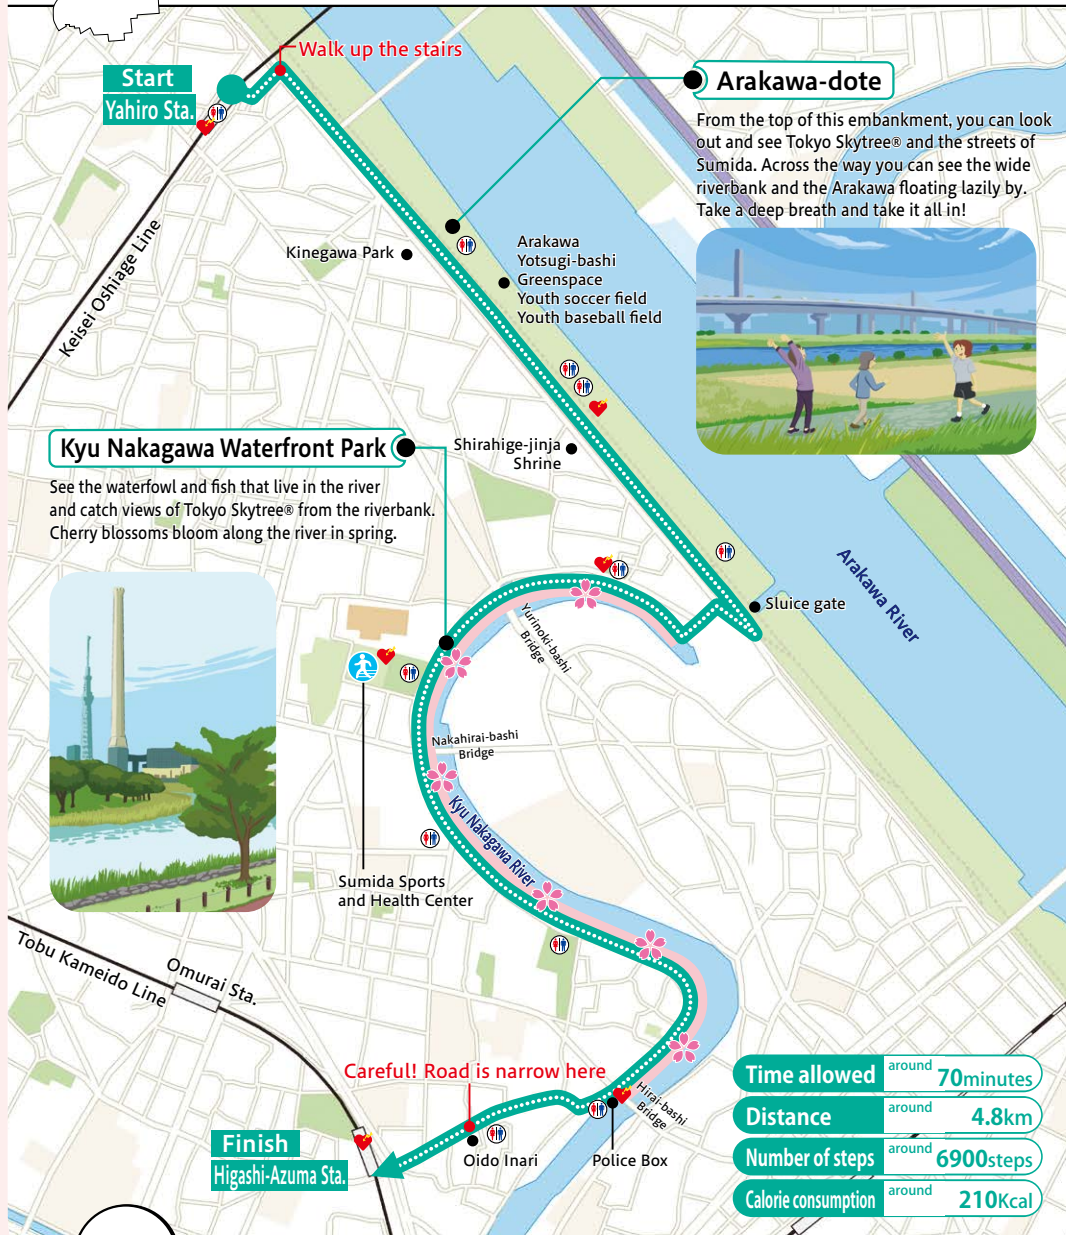 Walk up the stairs
Start
Yahiro Sta.
Arakawa-dote
From the top of this embankment, you can look
out and see Tokyo Skytree® and the streets of
Sumida. Across the way you can see the wide
riverbank and the Arakawa floating lazily by.
Take a deep breath and take it all in!
Keisei Oshiage Line
Kinegawa Park
Arakawa
Yotsugi-bashi
Greenspace
Youth soccer field
Youth baseball field
Kyu Nakagawa Waterfront Park
See the waterfowl and fish that live in the river
and catch views of Tokyo Skytree® from the riverbank.
Cherry blossoms bloom along the river in spring.
Shirahige-jinja
Shrine
Arakawa River
Sluice gate
Yurinoki-bashi
Bridge
Nakahirai-bashi
Bridge
Kyu Nakagawa River
Sumida Sports
and Health Center
Tobu Kameido Line
Omurai Sta.
Careful! Road is narrow here
Hirai-bashi
Bridge
Finish
Higashi-Azuma Sta.
Oido Inari
Police Box
Time allowed around 70minutes
Distance around 4.8km
Number of steps around 6900steps
Calorie consumption around 210Kcal